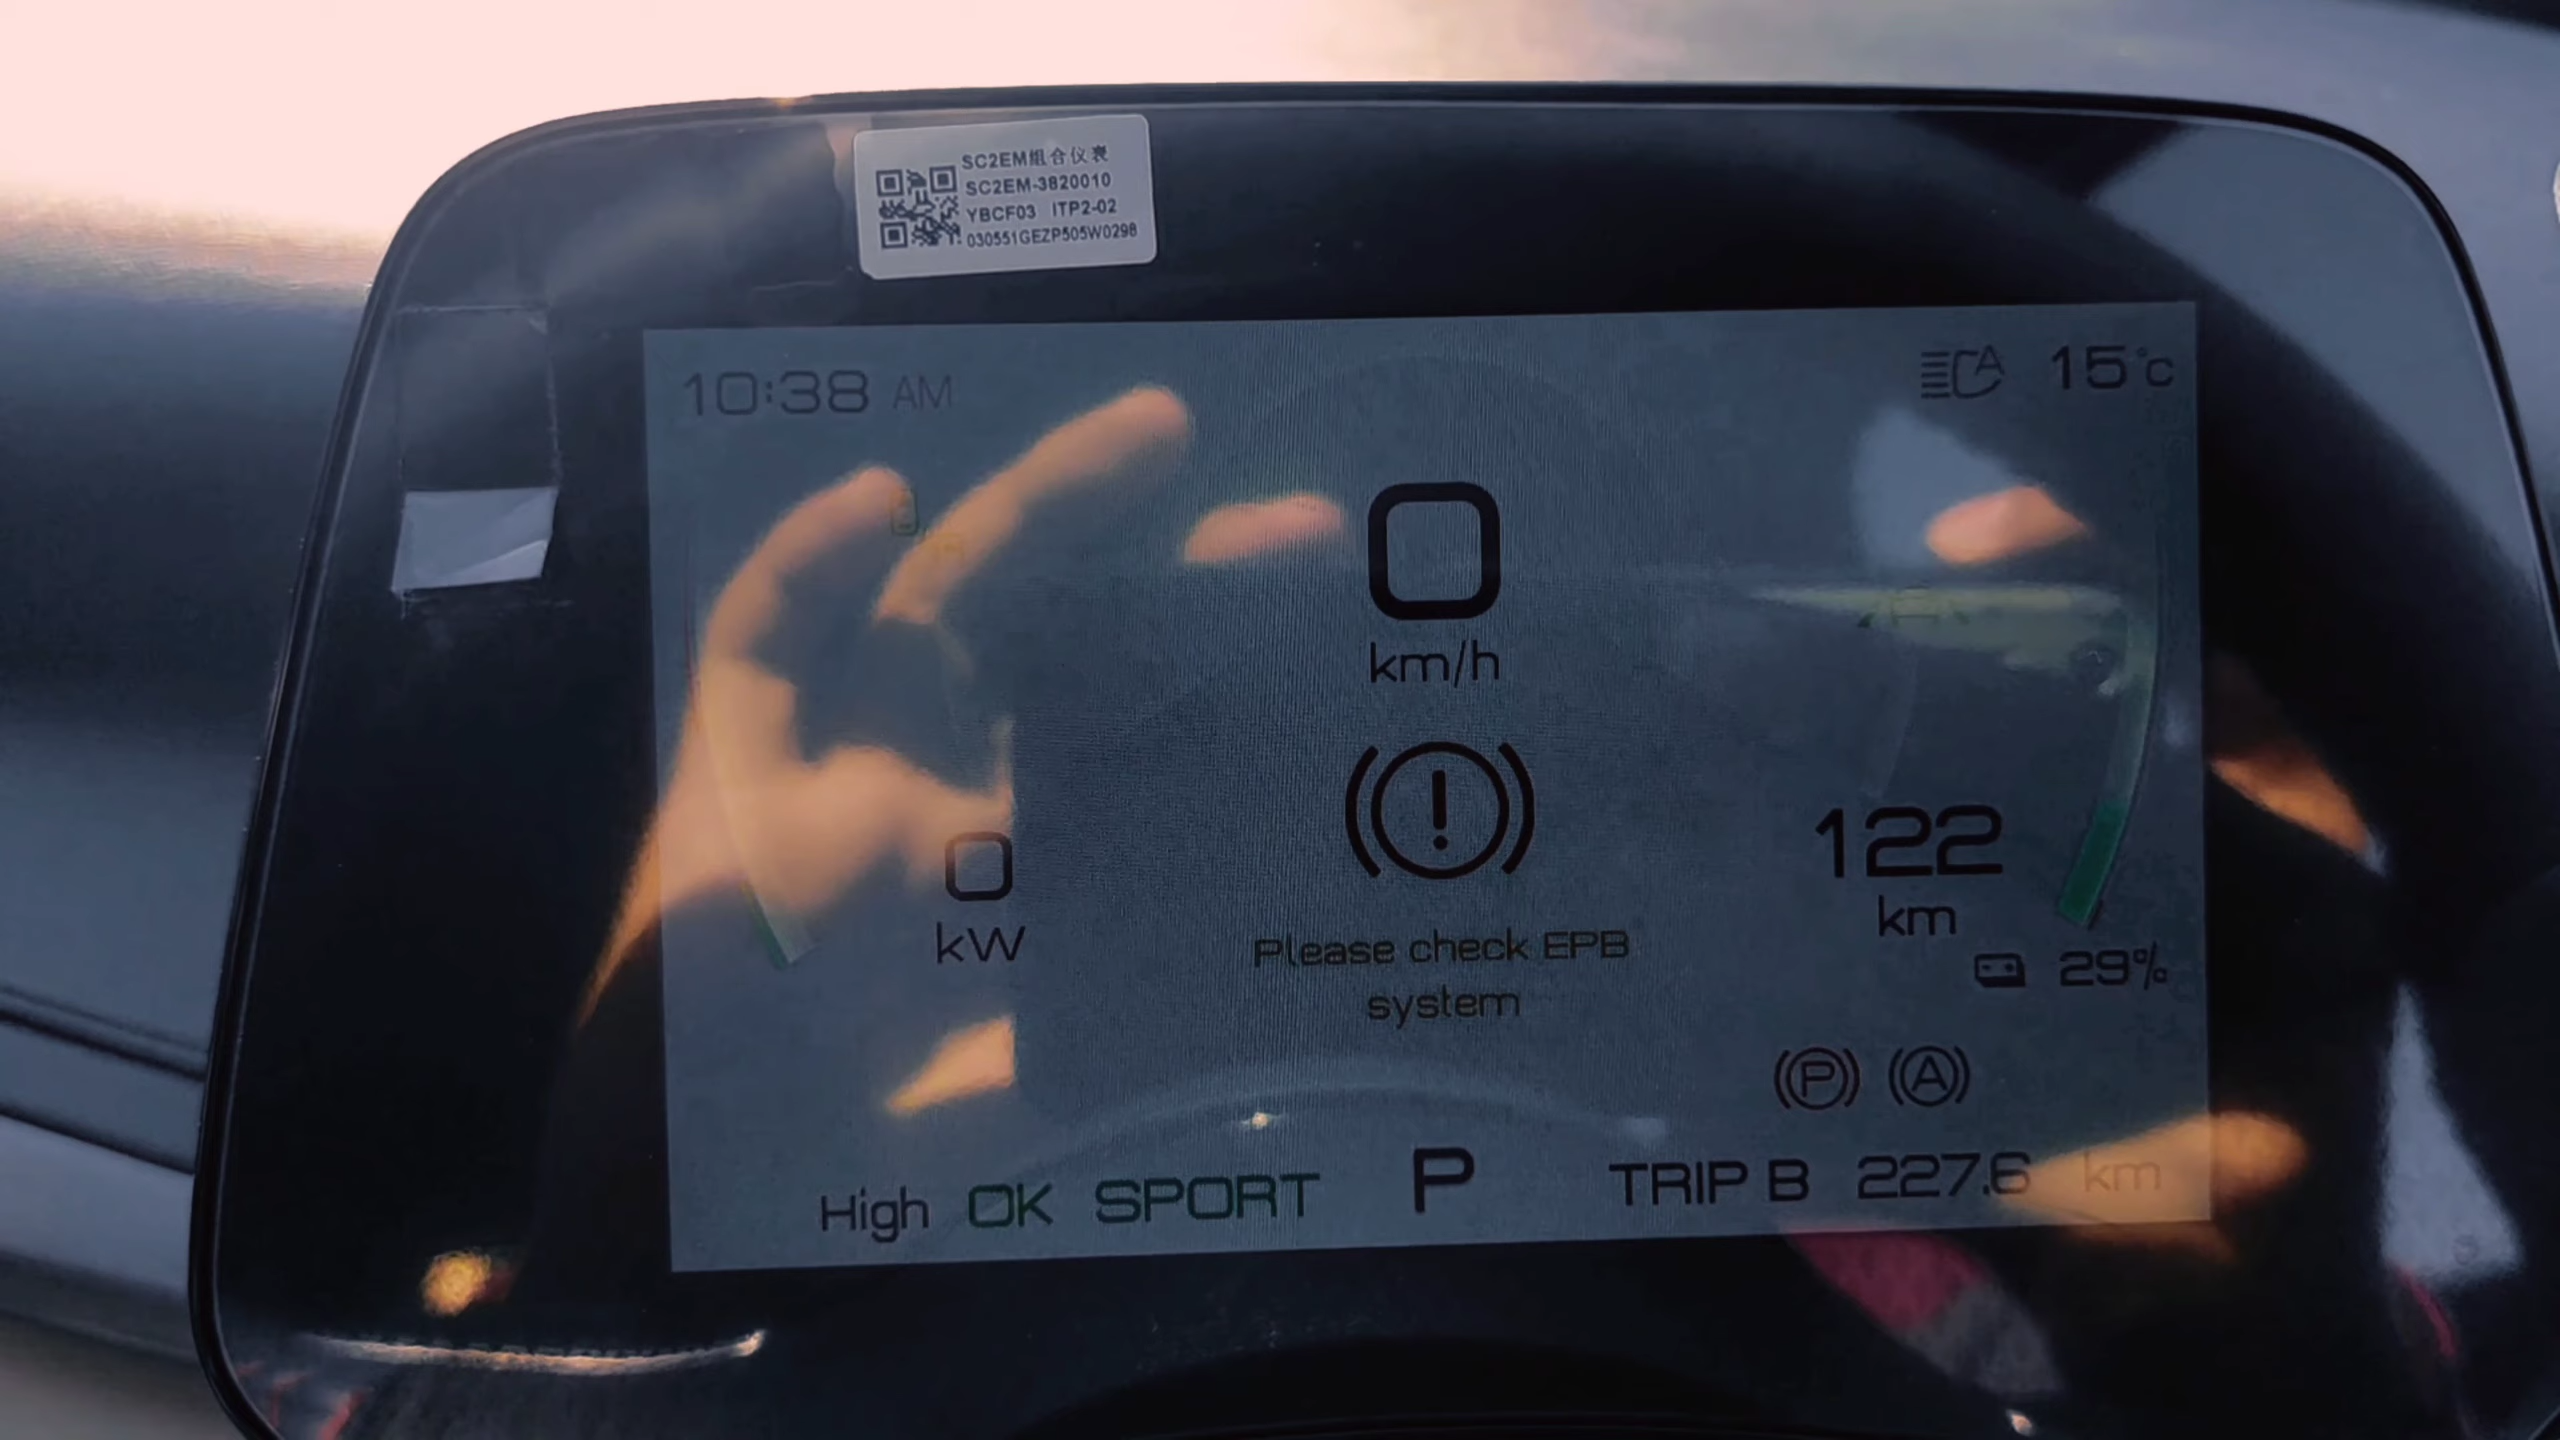 SC2EM组合仪表
SC2EM-3820010
YBCF03 ITP2-02
030551GEZP505W0298
10:38 AM
A 15°C
0
km/h
0
kW
!
Please check EPB
system
122
km
29%
P A
High OK SPORT P TRIP B 227.6 km